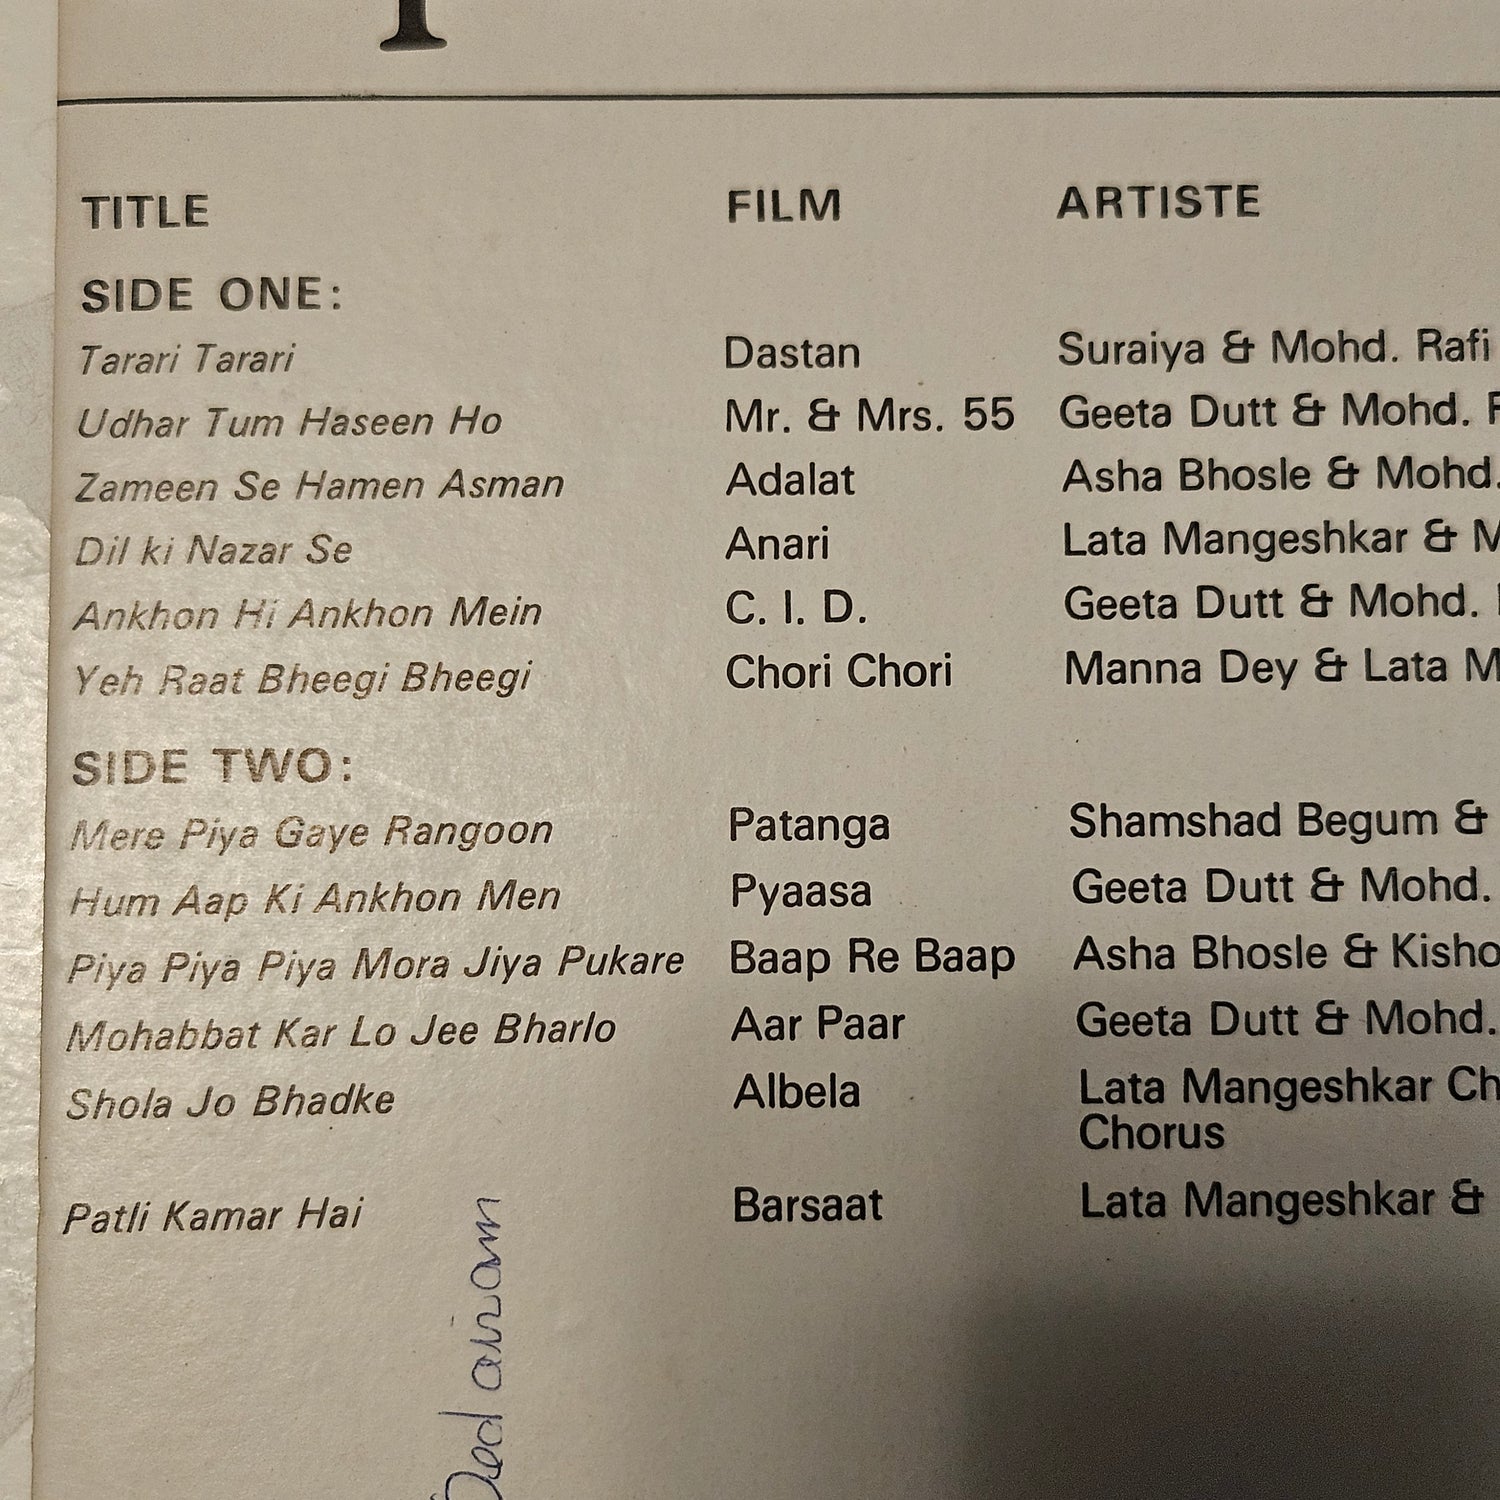 TITLE FILM ARTISTE
SIDE ONE:
Tarari Tarari Dastan Suraiya & Mohd. Rafi
Udhar Tum Haseen Ho Mr. & Mrs. 55 Geeta Dutt & Mohd.
Zameen Se Hamen Asman Adalat Asha Bhosle & Mohd.
Dil ki Nazar Se Anari Lata Mangeshkar &
Ankhon Hi Ankhon Mein C. I. D. Geeta Dutt & Mohd.
Yeh Raat Bheegi Bheegi Chori Chori Manna Dey & Lata
SIDE TWO:
Mere Piya Gaye Rangoon Patanga Shamshad Begum &
Hum Aap Ki Ankhon Men Pyaasa Geeta Dutt & Mohd.
Piya Piya Piya Mora Jiya Pukare Baap Re Baap Asha Bhosle & Kisho
Mohabbat Kar Lo Jee Bharlo Aar Paar Geeta Dutt & Mohd.
Shola Jo Bhadke Albela Lata Mangeshkar Ch
Chorus
Patli Kamar Hai Barsaat Lata Mangeshkar &